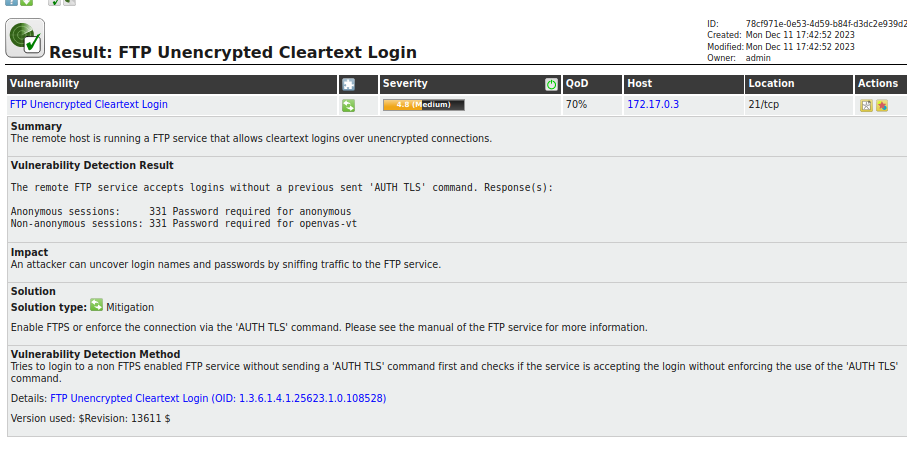 ID: 78cf971e-0e53-4d59-b84f-d3dc2e939d2
Created: Mon Dec 11 17:42:52 2023
Modified: Mon Dec 11 17:42:52 2023
Owner: admin
Result: FTP Unencrypted Cleartext Login
Vulnerability Severity QoD Host Location Actions
FTP Unencrypted Cleartext Login 4.8 (Medium) 70% 172.17.0.3 21/tcp
Summary
The remote host is running a FTP service that allows cleartext logins over unencrypted connections.
Vulnerability Detection Result
The remote FTP service accepts logins without a previous sent 'AUTH TLS' command. Response(s):
Anonymous sessions: 331 Password required for anonymous
Non-anonymous sessions: 331 Password required for openvas-vt
Impact
An attacker can uncover login names and passwords by sniffing traffic to the FTP service.
Solution
Solution type: Mitigation
Enable FTPS or enforce the connection via the 'AUTH TLS' command. Please see the manual of the FTP service for more information.
Vulnerability Detection Method
Tries to login to a non FTPS enabled FTP service without sending a 'AUTH TLS' command first and checks if the service is accepting the login without enforcing the use of the 'AUTH TLS'
command.
Details: FTP Unencrypted Cleartext Login (OID: 1.3.6.1.4.1.25623.1.0.108528)
Version used: $Revision: 13611 $